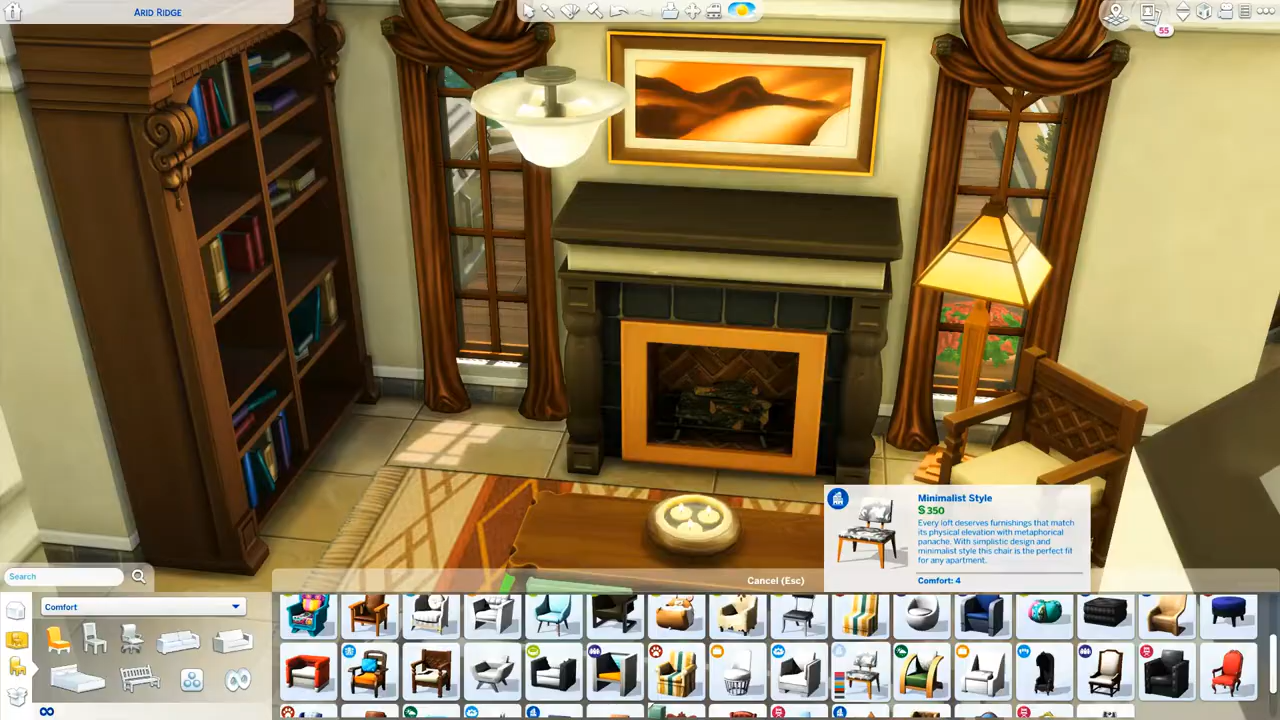 ARID RIDGE
55
Minimalist Style
§350
Every loft deserves furnishings that match
its physical elevation with metaphorical
panache. With simplistic design and
minimalist style this chair is the perfect fit
for any apartment.
Comfort: 4
Search
Cancel (Esc)
Comfort